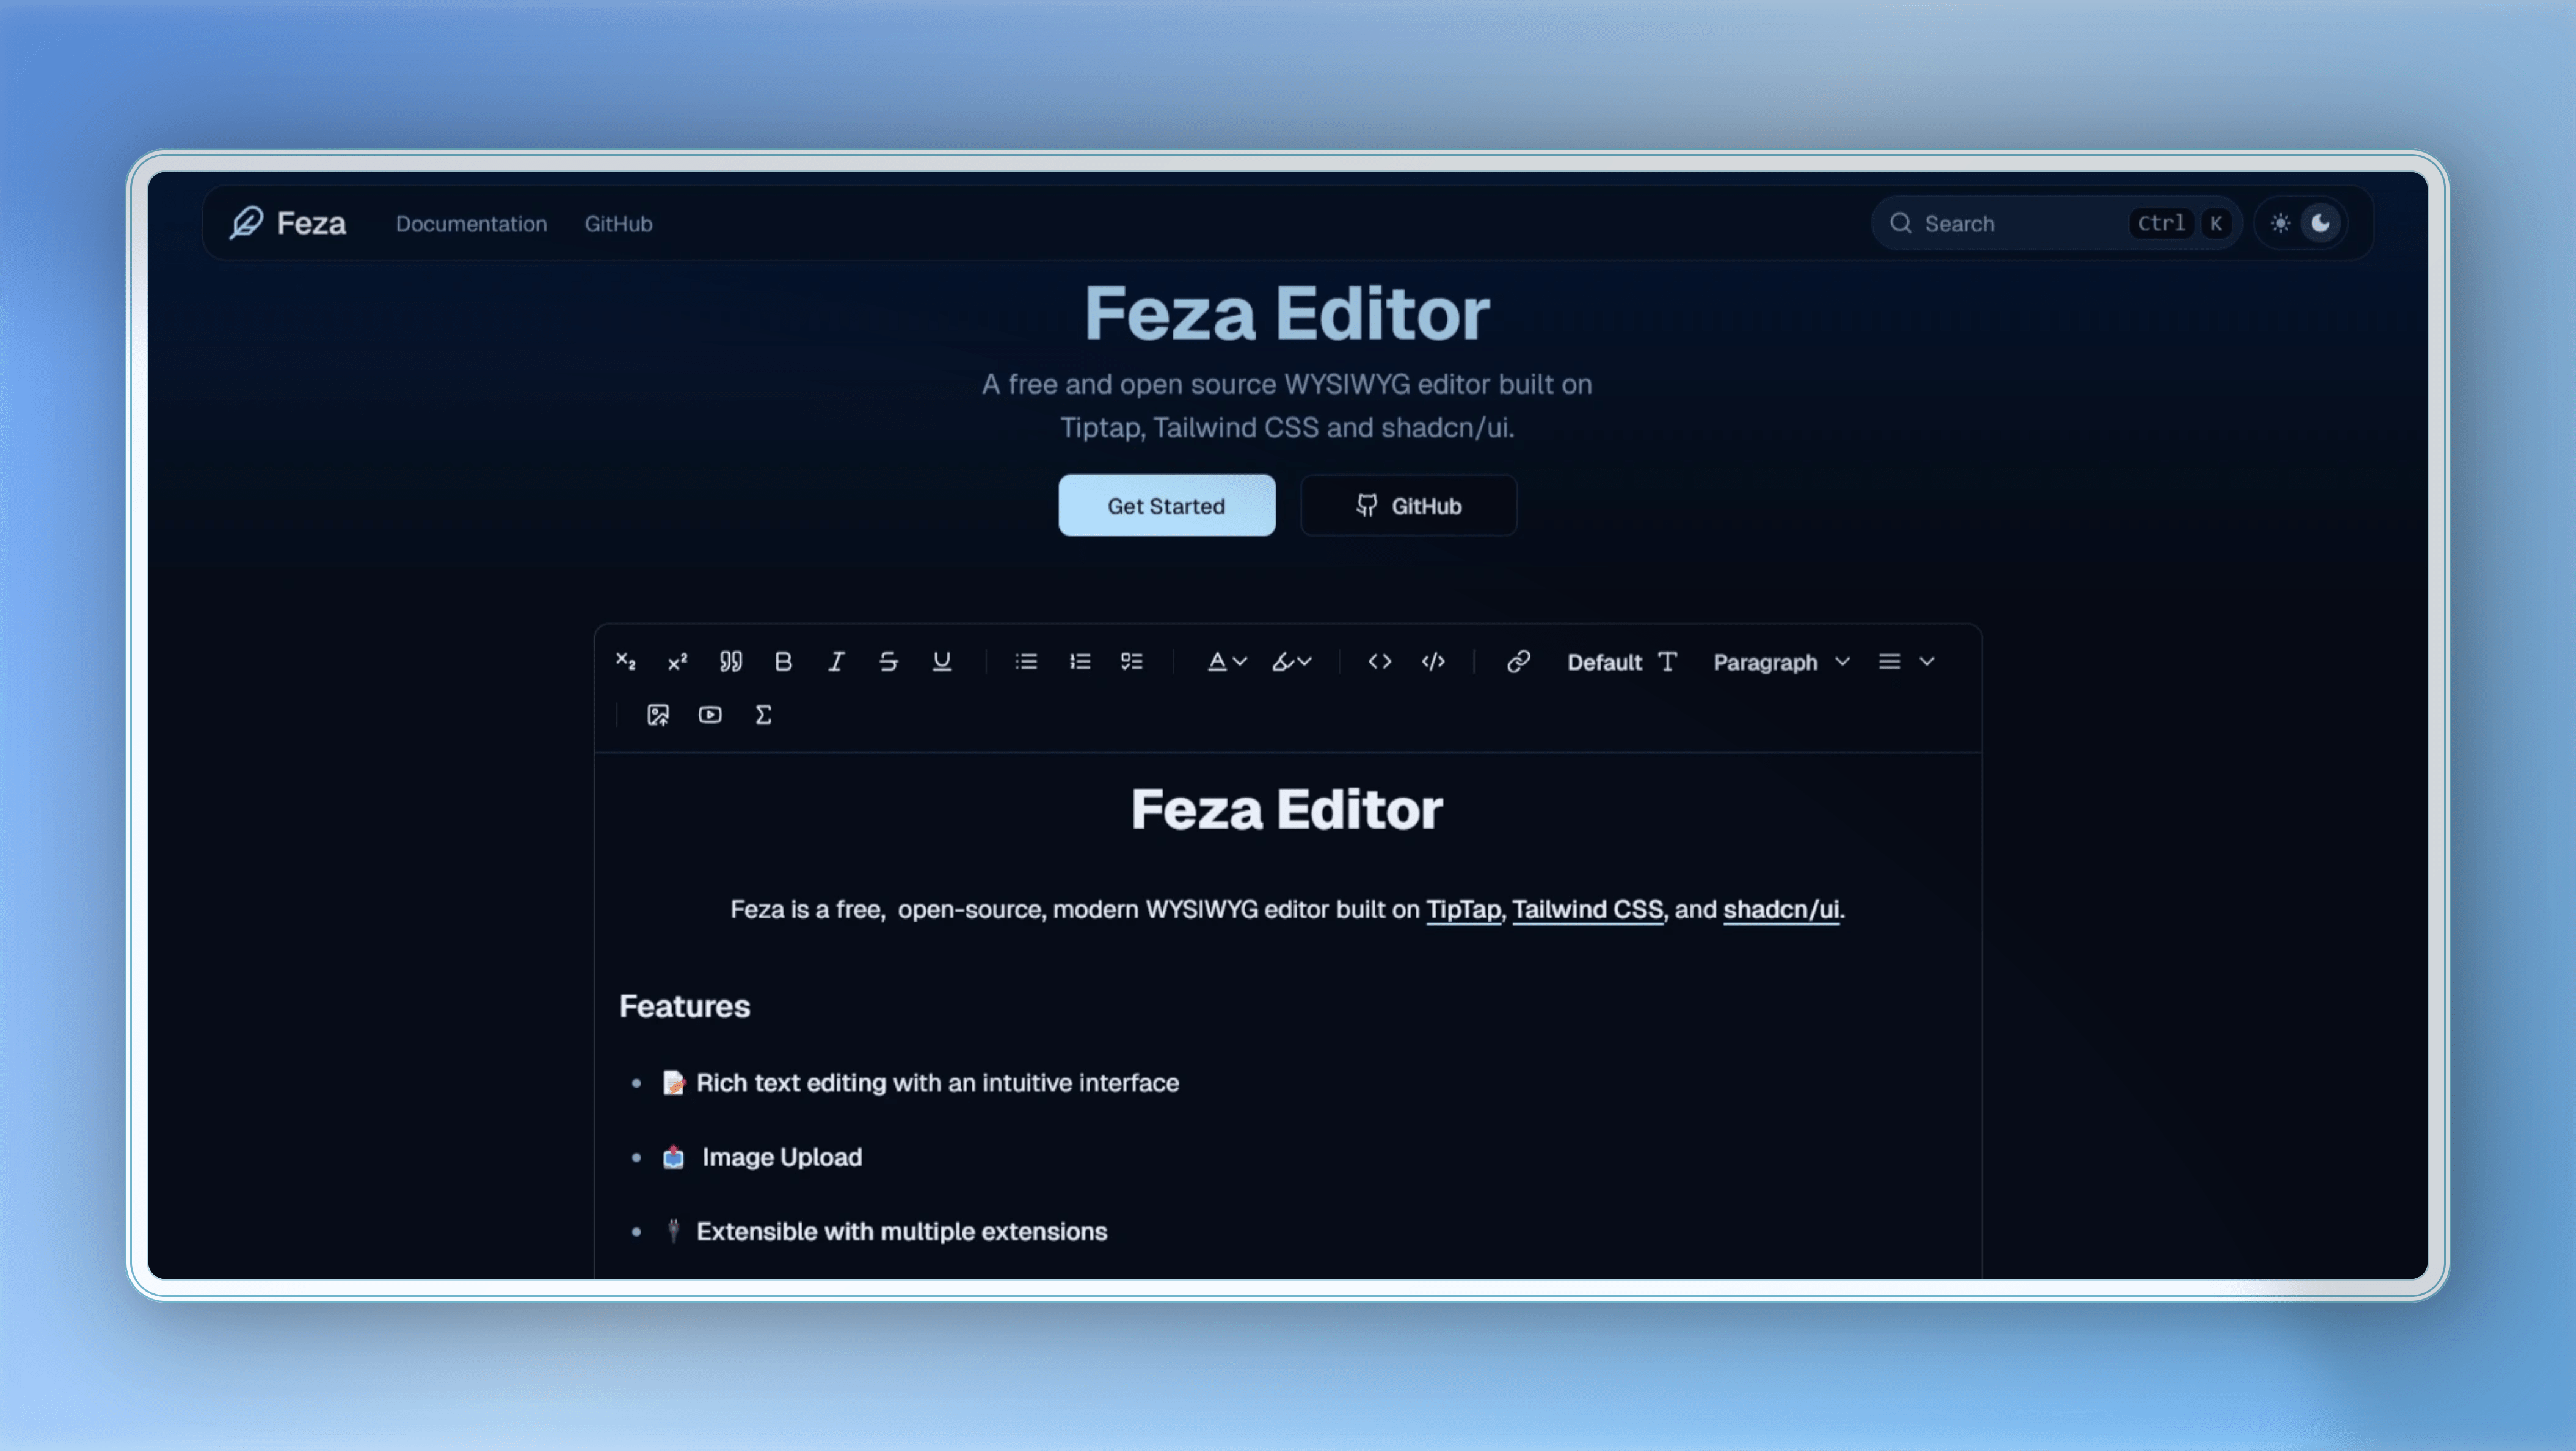 Feza Documentation GitHub Search Ctrl K
Feza Editor
A free and open source WYSIWYG editor built on
Tiptap, Tailwind CSS and shadcn/ui.
Get Started GitHub
Default Paragraph
Feza Editor
Feza is a free, open-source, modern WYSIWYG editor built on TipTap, Tailwind CSS, and shadcn/ui.
Features
Rich text editing with an intuitive interface
Image Upload
Extensible with multiple extensions